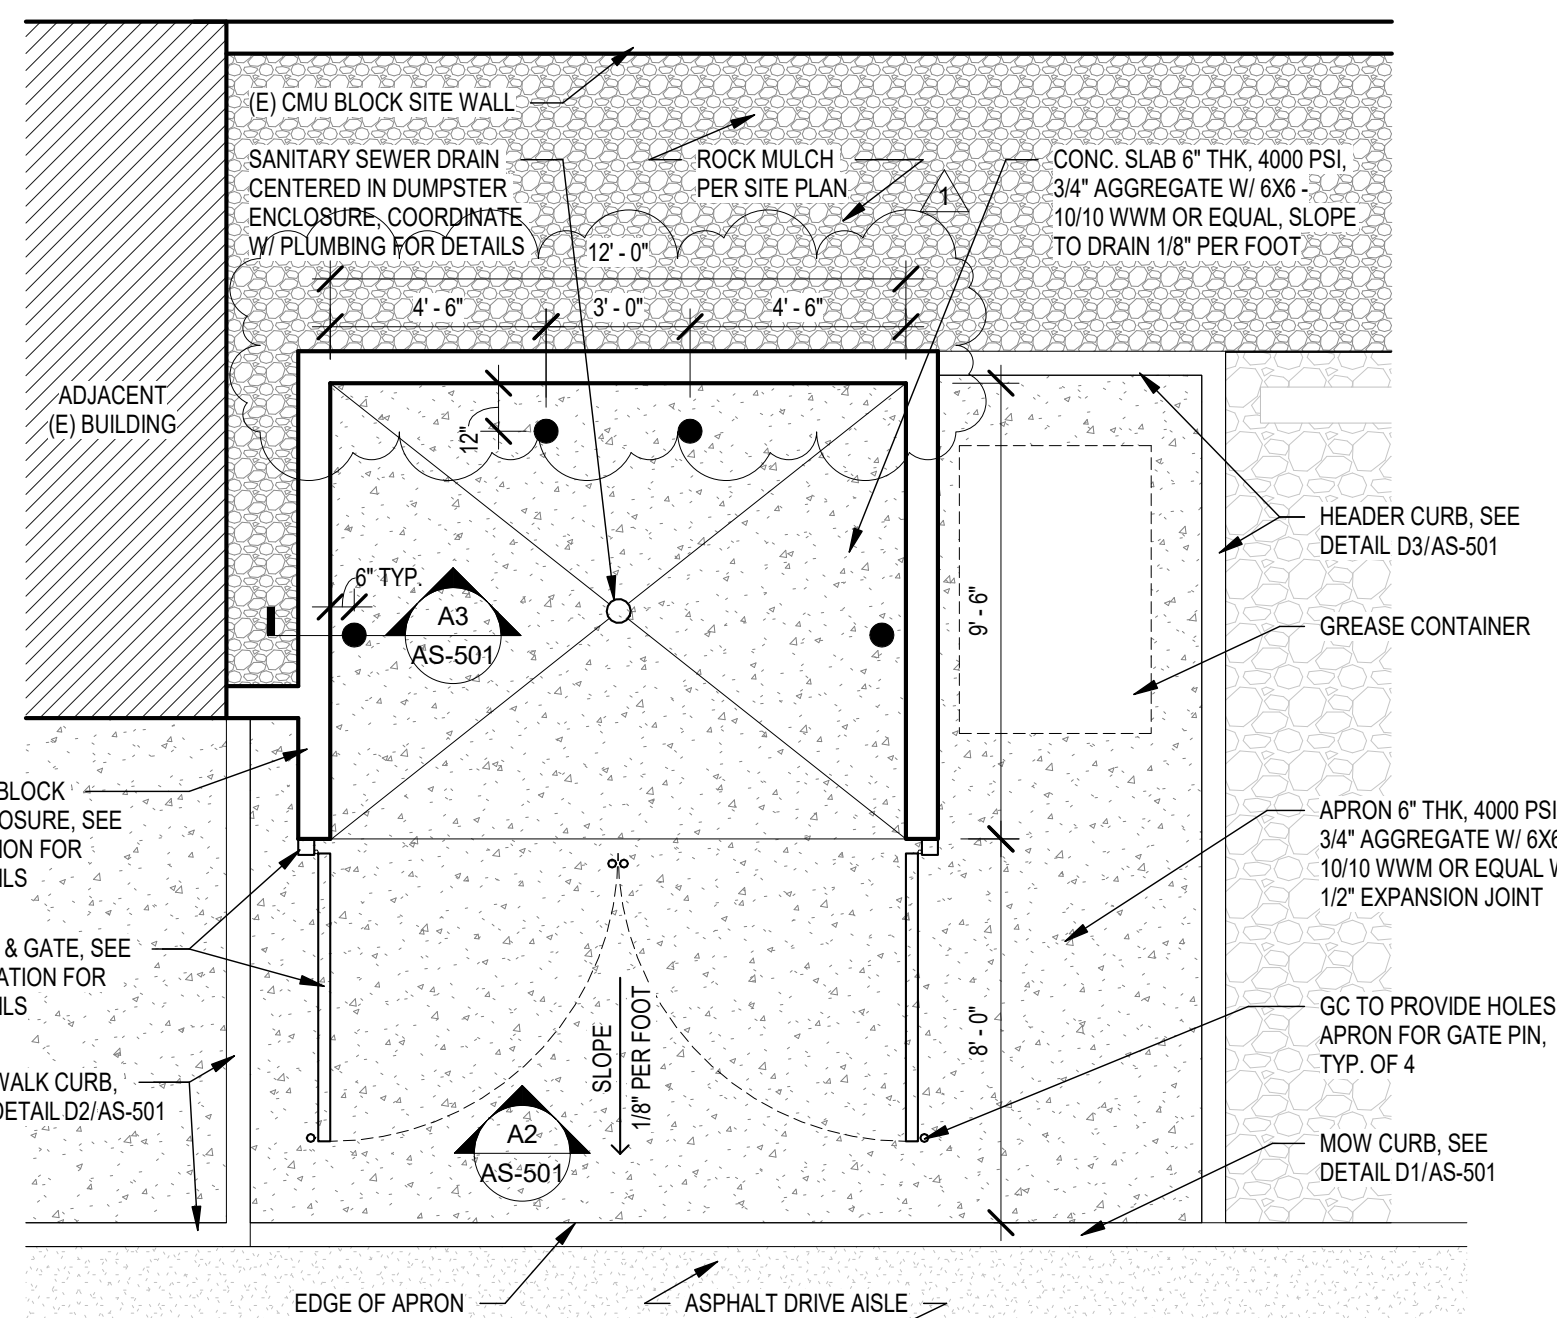 (E) CMU BLOCK SITE WALL
SANITARY SEWER DRAIN
CENTERED IN DUMPSTER
ENCLOSURE, COORDINATE
W/ PLUMBING FOR DETAILS
ROCK MULCH
PER SITE PLAN
1
CONC. SLAB 6" THK, 4000 PSI,
3/4" AGGREGATE W/ 6X6 -
10/10 WWM OR EQUAL, SLOPE
TO DRAIN 1/8" PER FOOT
12' - 0"
4' - 6"
3' - 0"
4' - 6"
ADJACENT
(E) BUILDING
12"
HEADER CURB, SEE
DETAIL D3/AS-501
6" TYP.
A3
AS-501
9' - 6"
GREASE CONTAINER
BLOCK
OSURE, SEE
ION FOR
ILS
APRON 6" THK, 4000 PSI
3/4" AGGREGATE W/ 6X6
10/10 WWM OR EQUAL W
1/2" EXPANSION JOINT
& GATE, SEE
ATION FOR
AILS
SLOPE
1/8" PER FOOT
8' - 0"
GC TO PROVIDE HOLES
APRON FOR GATE PIN,
TYP. OF 4
WALK CURB,
DETAIL D2/AS-501
A2
AS-501
MOW CURB, SEE
DETAIL D1/AS-501
EDGE OF APRON
ASPHALT DRIVE AISLE